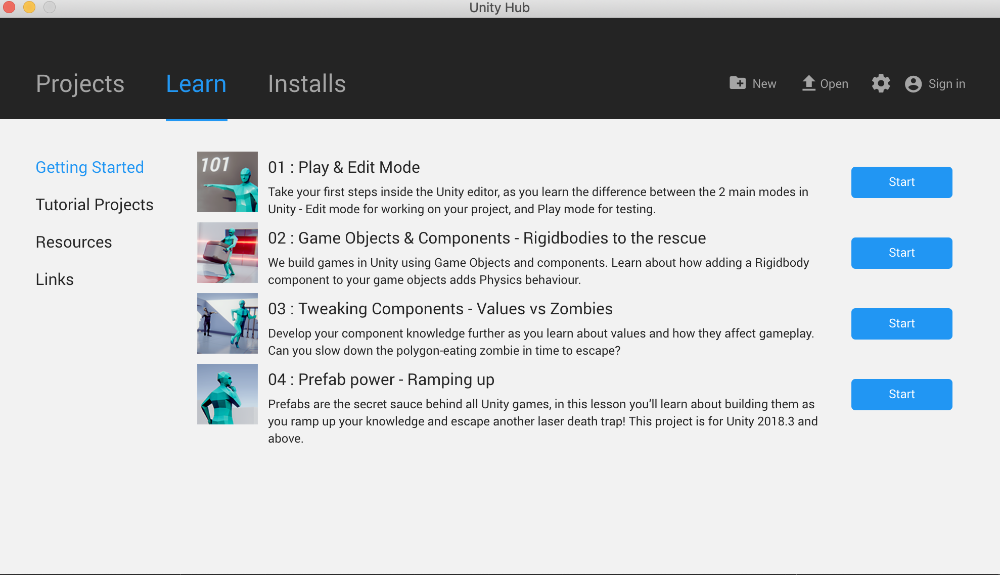 Unity Hub
Projects
Learn
Installs
New
Open
Sign in
Getting Started
Tutorial Projects
Resources
Links
101
01 : Play & Edit Mode
Take your first steps inside the Unity editor, as you learn the difference between the 2 main modes in
Unity - Edit mode for working on your project, and Play mode for testing.
Start
02 : Game Objects & Components - Rigidbodies to the rescue
We build games in Unity using Game Objects and components. Learn about how adding a Rigidbody
component to your game objects adds Physics behaviour.
Start
03 : Tweaking Components - Values vs Zombies
Develop your component knowledge further as you learn about values and how they affect gameplay.
Can you slow down the polygon-eating zombie in time to escape?
Start
04 : Prefab power - Ramping up
Prefabs are the secret sauce behind all Unity games, in this lesson you’ll learn about building them as
you ramp up your knowledge and escape another laser death trap! This project is for Unity 2018.3 and
above.
Start